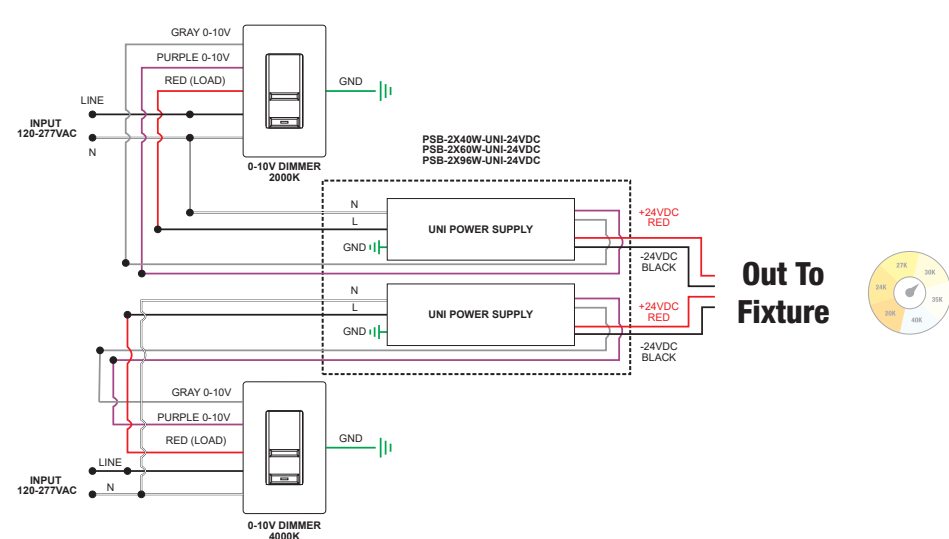 GRAY 0-10V
PURPLE 0-10V
RED (LOAD)
LINE
INPUT
120-277VAC
N
GND
0-10V DIMMER
2000K
PSB-2X40W-UNI-24VDC
PSB-2X60W-UNI-24VDC
PSB-2X96W-UNI-24VDC
N
L
GND
UNI POWER SUPPLY
+24VDC
RED
-24VDC
BLACK
N
L
GND
UNI POWER SUPPLY
+24VDC
RED
-24VDC
BLACK
Out To
Fixture
27K
30K
24K
35K
20K
40K
GRAY 0-10V
PURPLE 0-10V
RED (LOAD)
GND
LINE
INPUT
120-277VAC
N
0-10V DIMMER
4000K